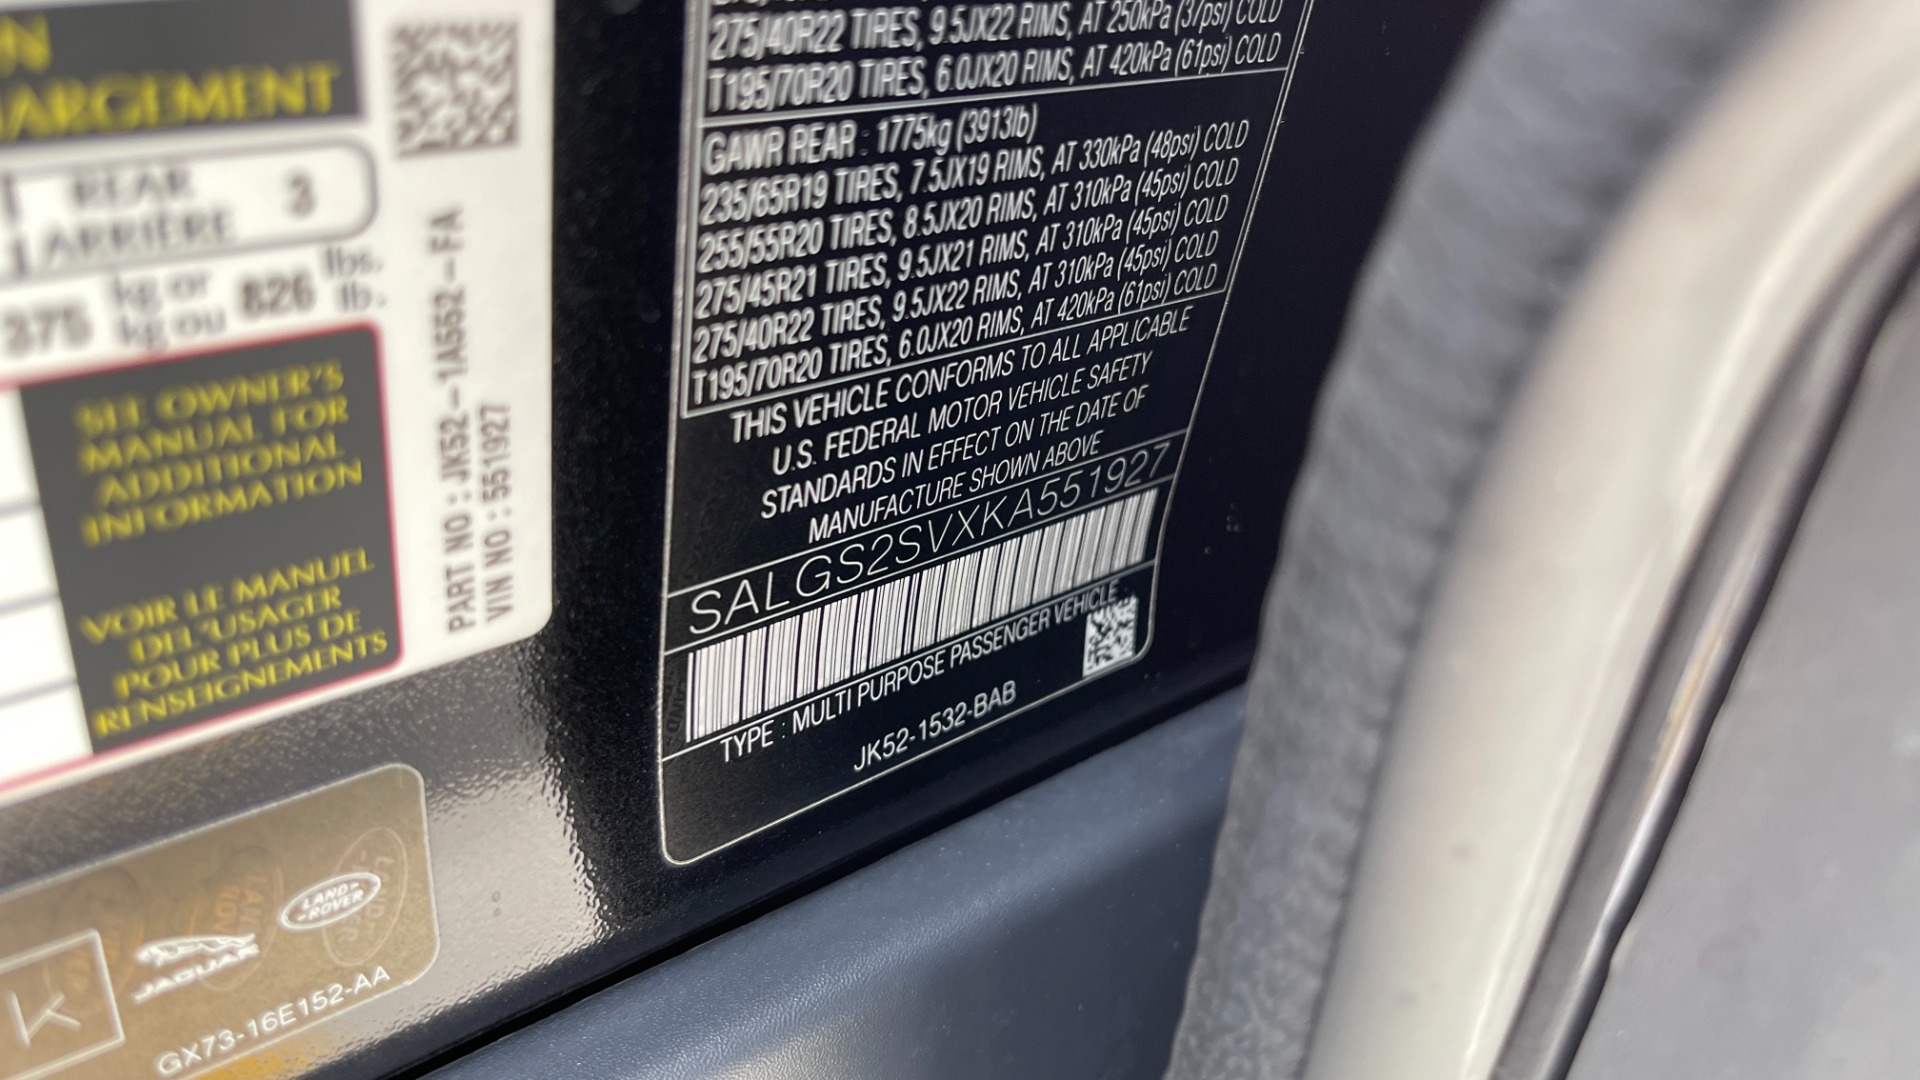 N
ARGEMENT
REAR
ARRIÈRE
3
375 kg or 826 lbs.
kg ou lb.
SEE OWNER'S
MANUAL FOR
ADDITIONAL
INFORMATION
VOIR LE MANUEL
DEL'USAGER
POUR PLUS DE
RENSEIGNEMENTS
PART NO : JK52-1A552-FA
VIN NO : 551927
K
JAGUAR
LAND-
-ROVER
GX73-16E152-AA
275/40R22 TIRES, 9.5JX22 RIMS, AT 250kPa (37psi) COLD
T195/70R20 TIRES, 6.0JX20 RIMS, AT 420kPa (61psi) COLD
GAWR REAR : 1775kg (3913lb)
235/65R19 TIRES, 7.5JX19 RIMS, AT 330kPa (48psi) COLD
255/55R20 TIRES, 8.5JX20 RIMS, AT 310kPa (45psi) COLD
275/45R21 TIRES, 9.5JX21 RIMS, AT 310kPa (45psi) COLD
275/40R22 TIRES, 9.5JX22 RIMS, AT 310kPa (45psi) COLD
T195/70R20 TIRES, 6.0JX20 RIMS, AT 420kPa (61psi) COLD
THIS VEHICLE CONFORMS TO ALL APPLICABLE
U.S. FEDERAL MOTOR VEHICLE SAFETY
STANDARDS IN EFFECT ON THE DATE OF
MANUFACTURE SHOWN ABOVE
SALGS2SVXKA551927
TYPE : MULTI PURPOSE PASSENGER VEHICLE
JK52-1532-BAB